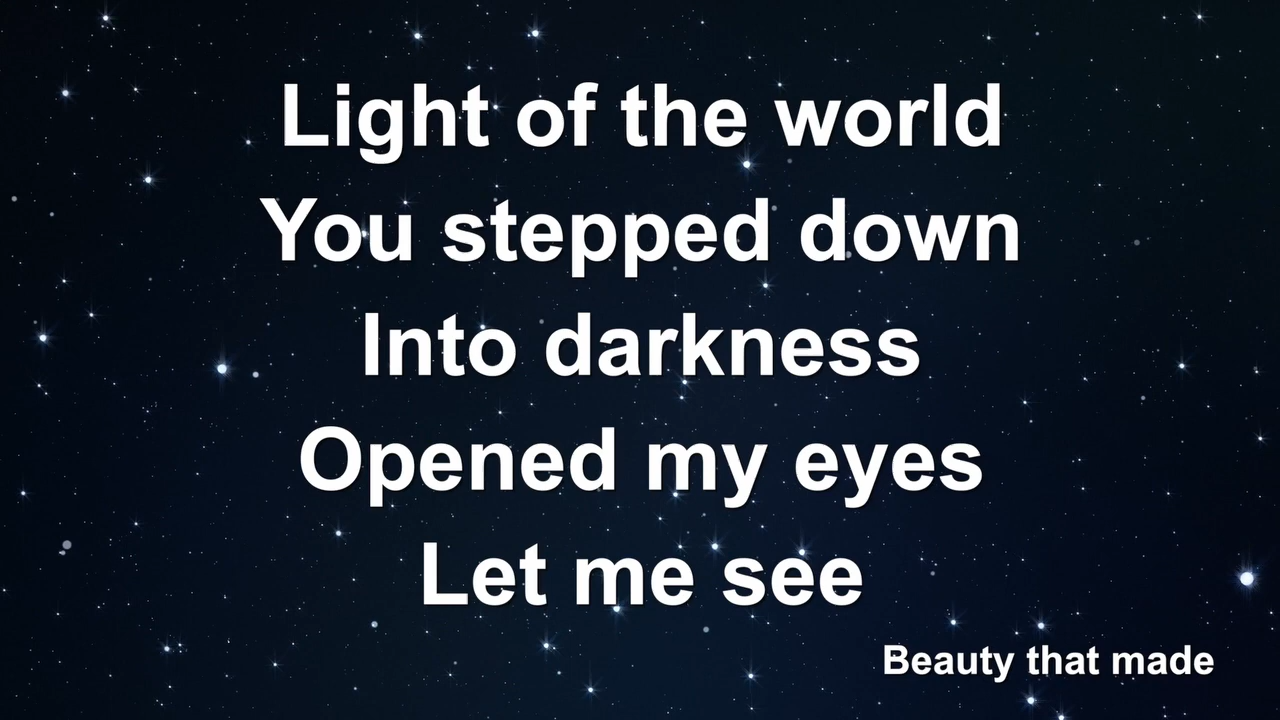 Light of the world
You stepped down
Into darkness
Opened my eyes
Let me see
Beauty that made